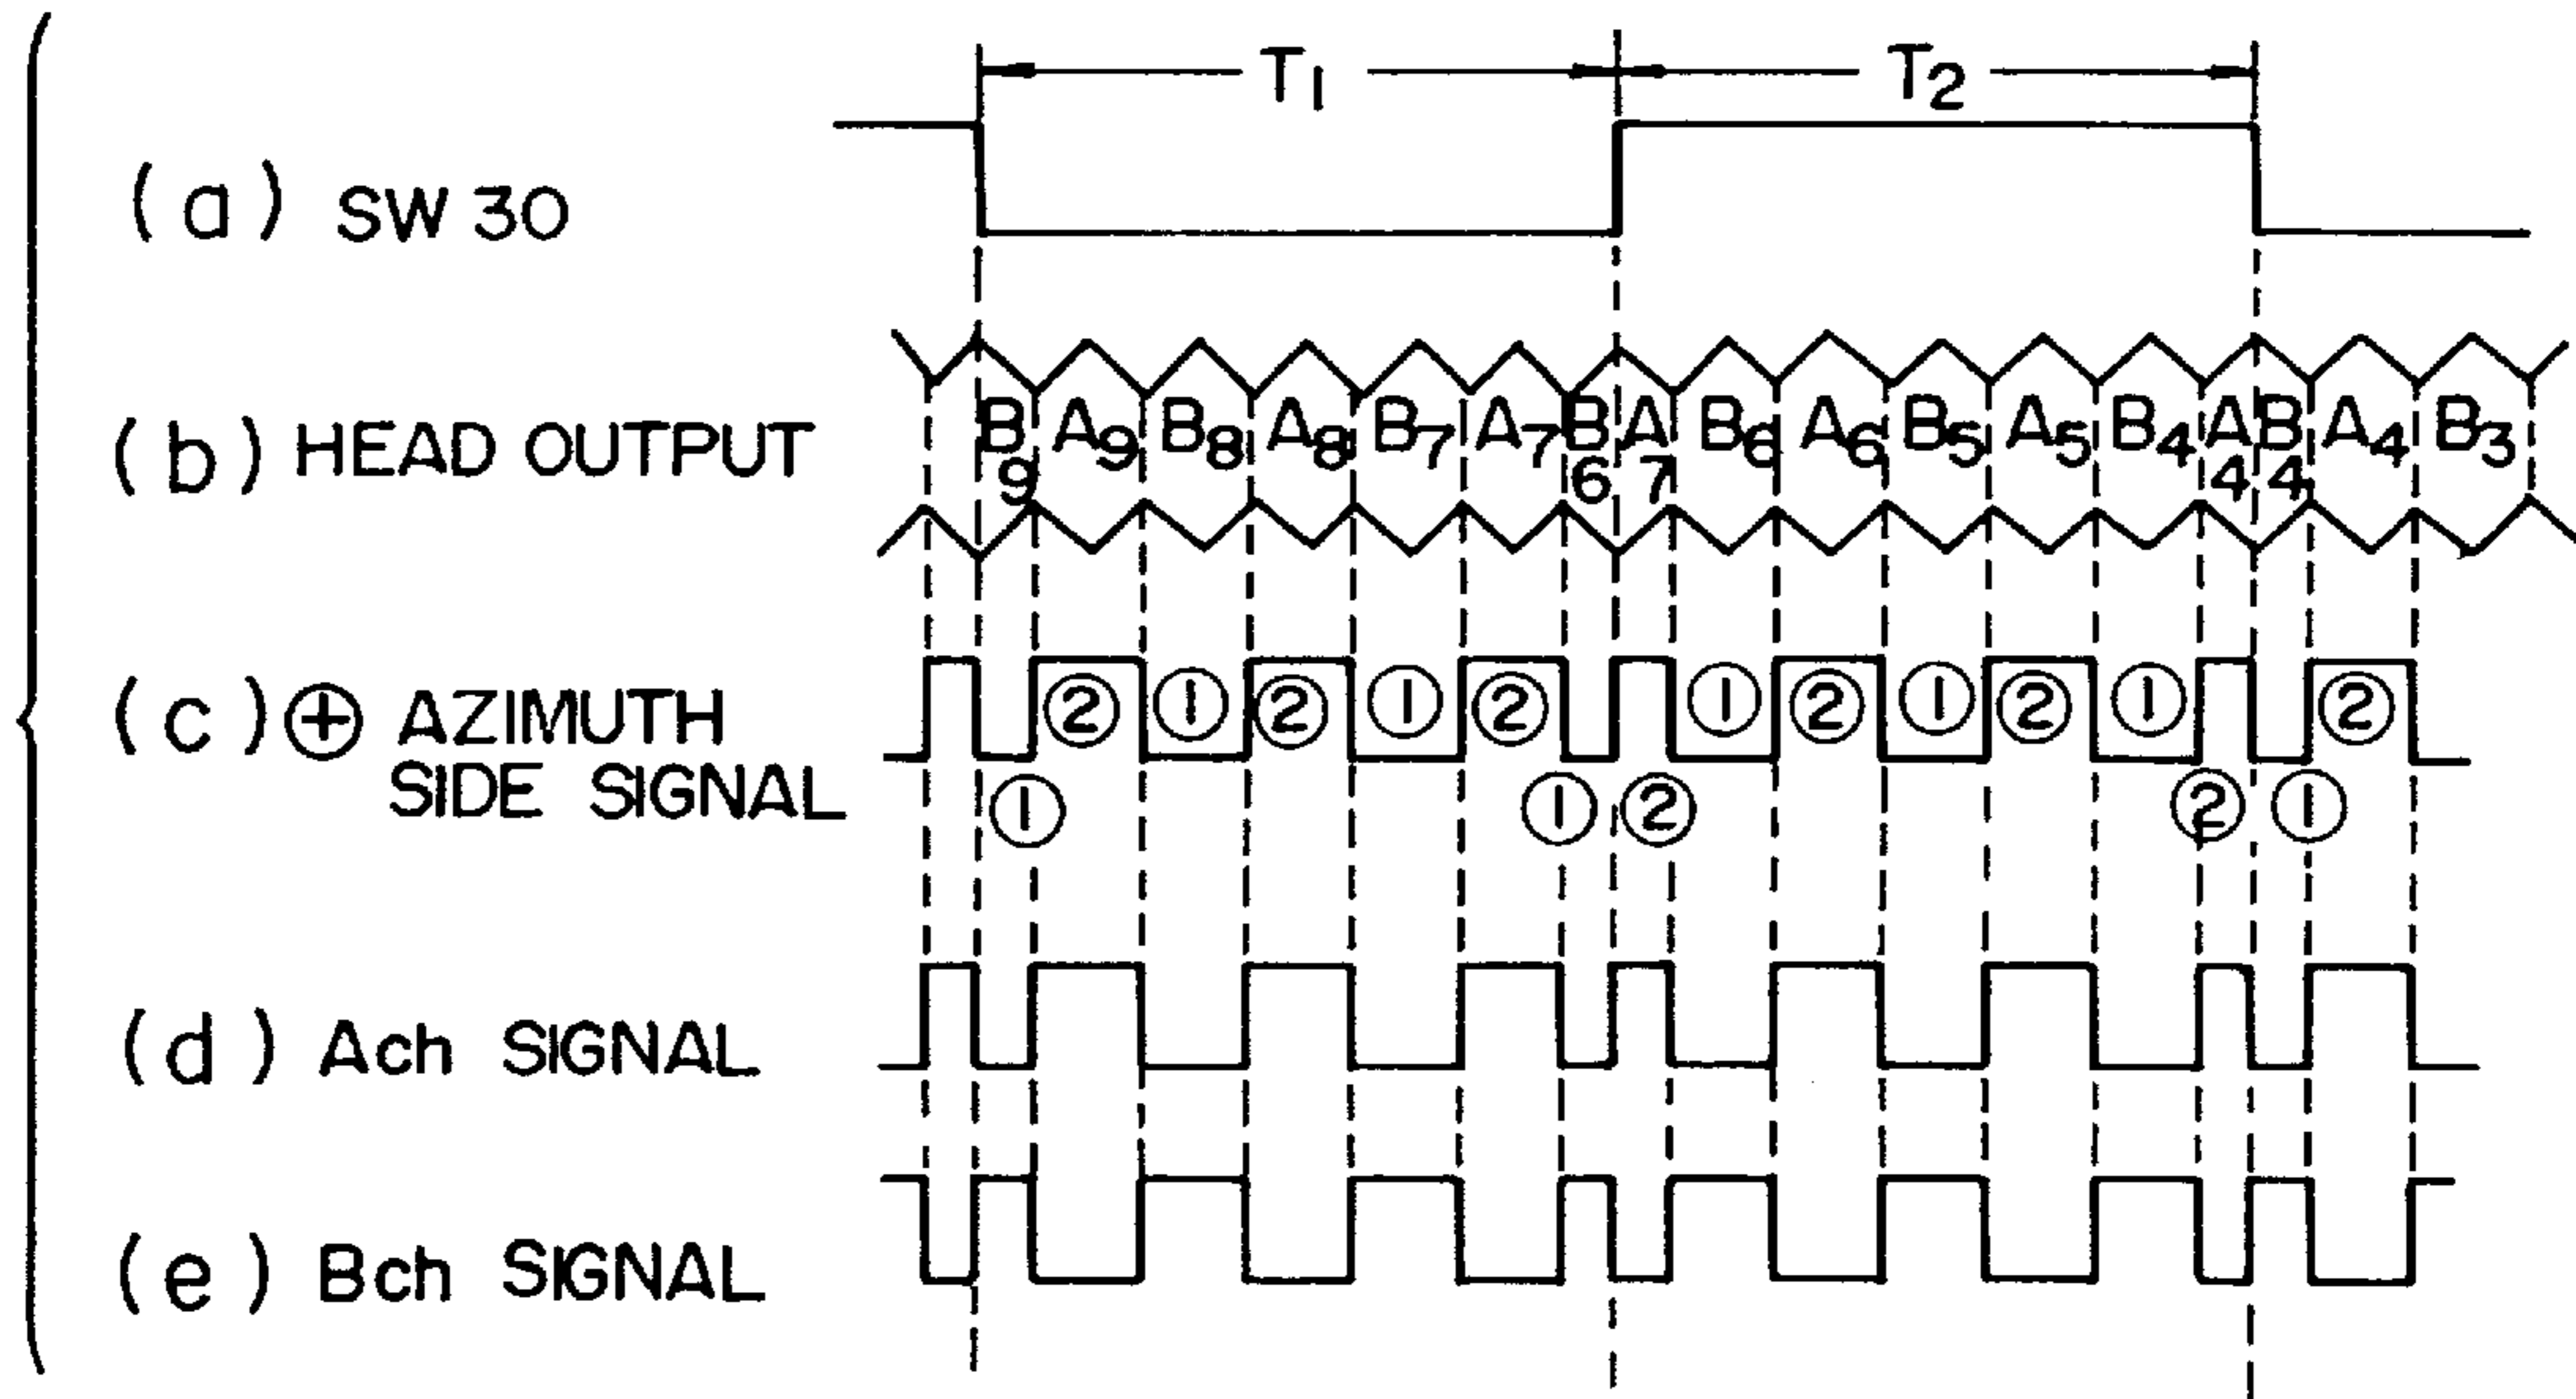 T1 T2
(a) SW 30
(b) HEAD OUTPUT B9 A9 B8 A8 B7 A7 B6 A7 B6 A6 B5 A5 B4 A4 B4 A4 B3
(c) ⊕ AZIMUTH ② ① ② ① ② ① ② ① ② ① ②
SIDE SIGNAL ① ① ② ② ①
(d) Ach SIGNAL
(e) Bch SIGNAL